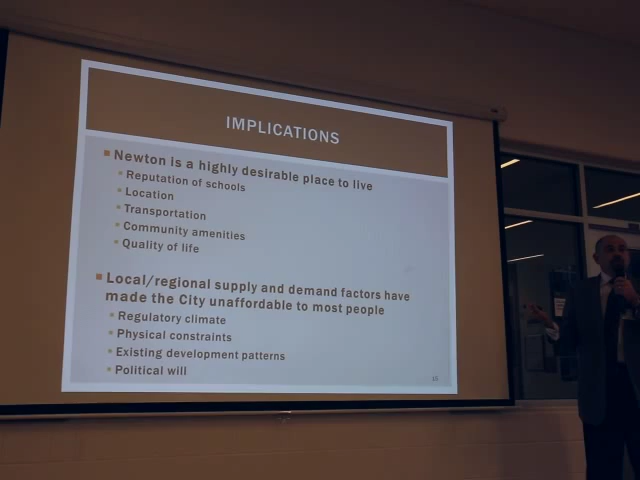 IMPLICATIONS
Newton is a highly desirable place to live
Reputation of schools
Location
Transportation
Community amenities
Quality of life
Local/regional supply and demand factors have
made the City unaffordable to most people
Regulatory climate
Physical constraints
Existing development patterns
Political will